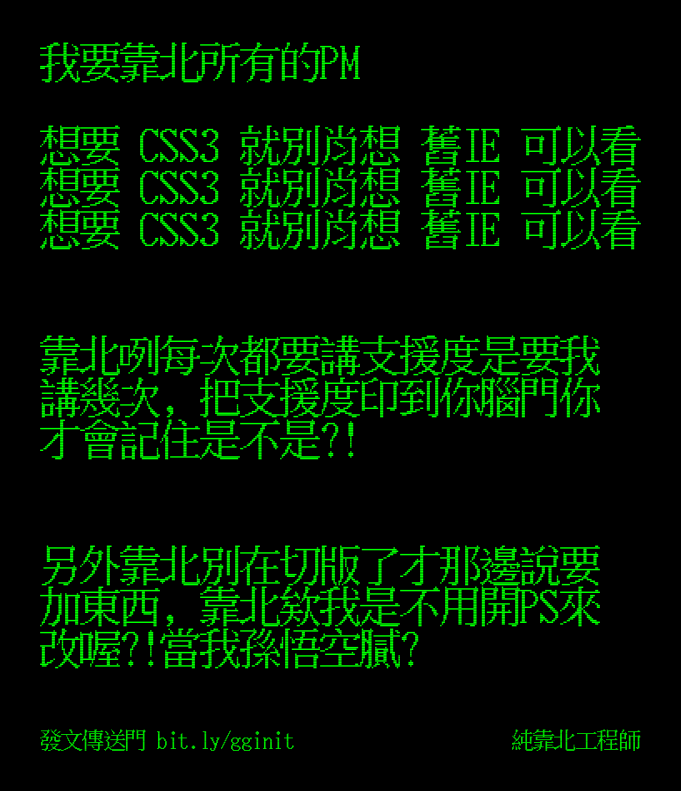 我要靠北所有的PM
想要 CSS3 就別肖想 舊IE 可以看
想要 CSS3 就別肖想 舊IE 可以看
想要 CSS3 就別肖想 舊IE 可以看
靠北咧每次都要講支援度是要我
講幾次, 把支援度印到你腦門你
才會記住是不是?!
另外靠北別在切版了才那邊說要
加東西, 靠北欸我是不用開PS來
改喔?!當我孫悟空膩?
發文傳送門 bit.ly/gginit
純靠北工程師